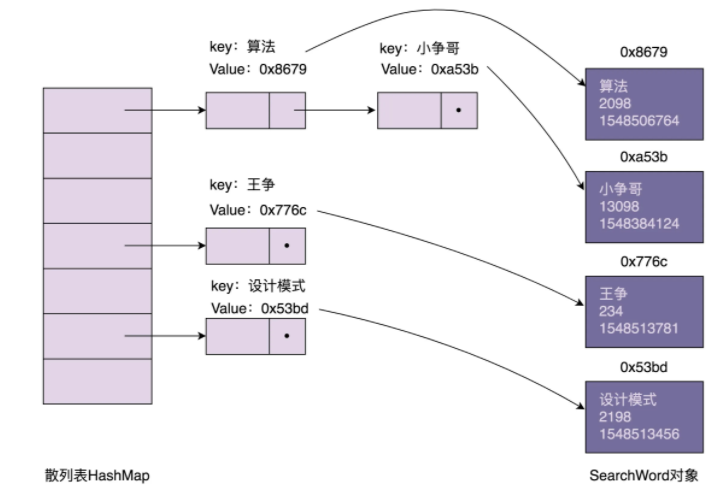 key：算法
Value：0x8679
key：小争哥
Value：0xa53b
0x8679
算法
2098
1548506764
0xa53b
小争哥
13098
1548384124
key：王争
Value：0x776c
0x776c
王争
234
1548513781
key：设计模式
Value：0x53bd
0x53bd
设计模式
2198
1548513456
散列表HashMap
SearchWord对象